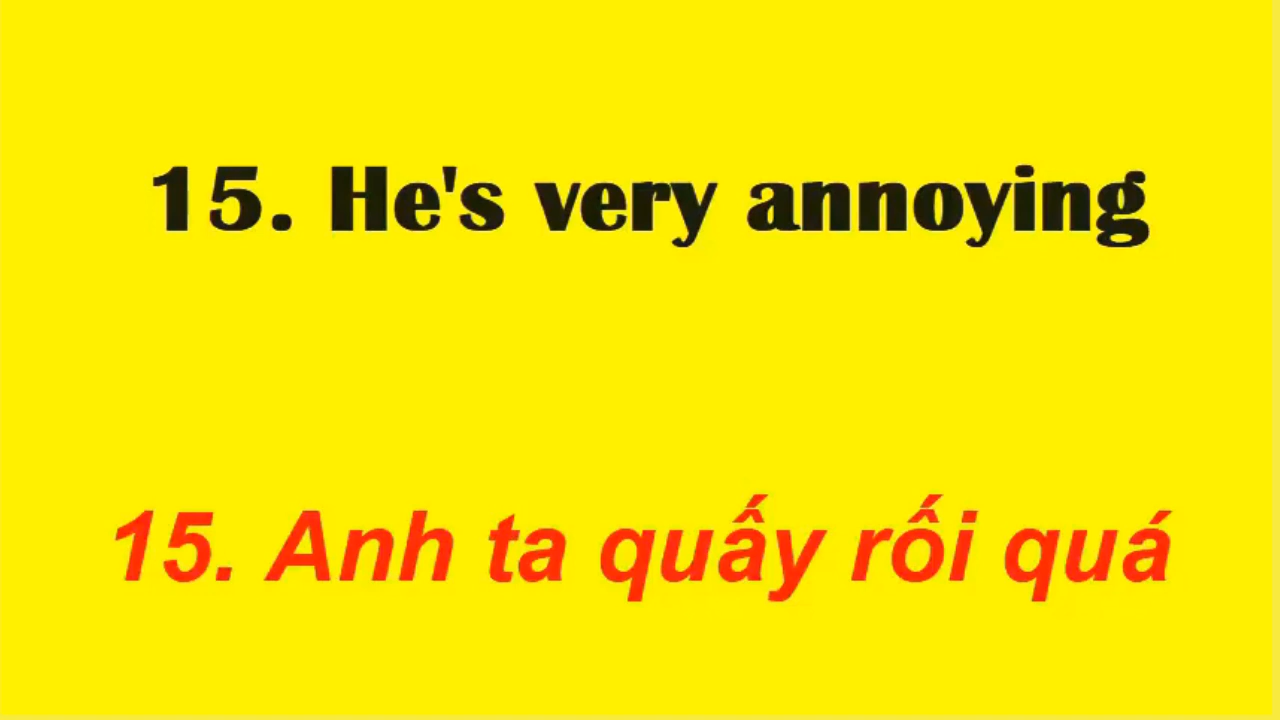 15. He's very annoying
15. Anh ta quấy rối quá